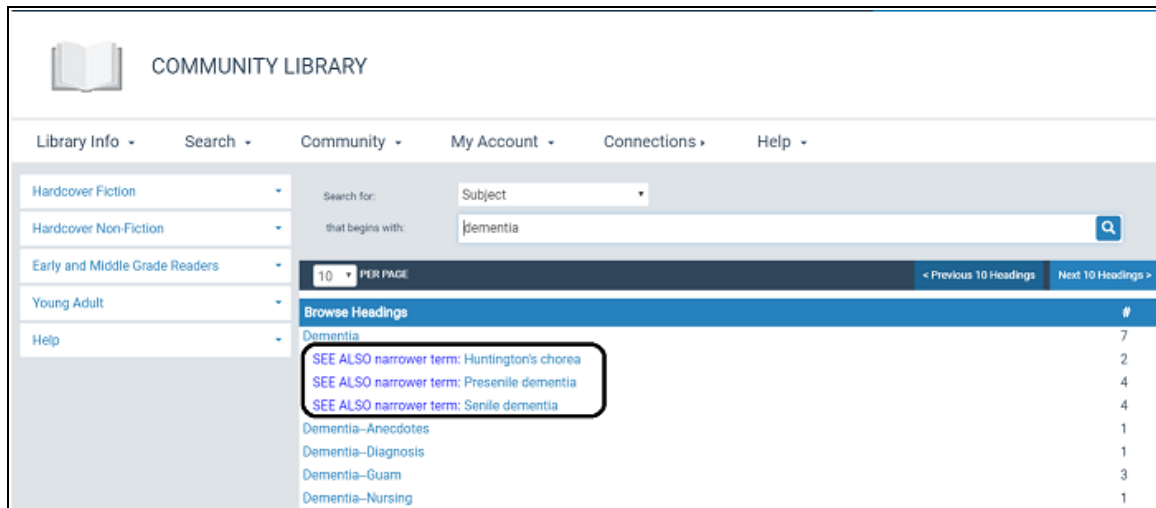 COMMUNITY LIBRARY
Library Info Search Community My Account Connections Help
Hardcover Fiction
Hardcover Non-Fiction
Early and Middle Grade Readers
Young Adult
Help
Search for: Subject
that begins with: dementia
10 PER PAGE < Previous 10 Headings Next 10 Headings >
Browse Headings #
Dementia 7
SEE ALSO narrower term: Huntington's chorea 2
SEE ALSO narrower term: Presenile dementia 4
SEE ALSO narrower term: Senile dementia 4
Dementia--Anecdotes 1
Dementia--Diagnosis 1
Dementia--Guam 3
Dementia--Nursing 1